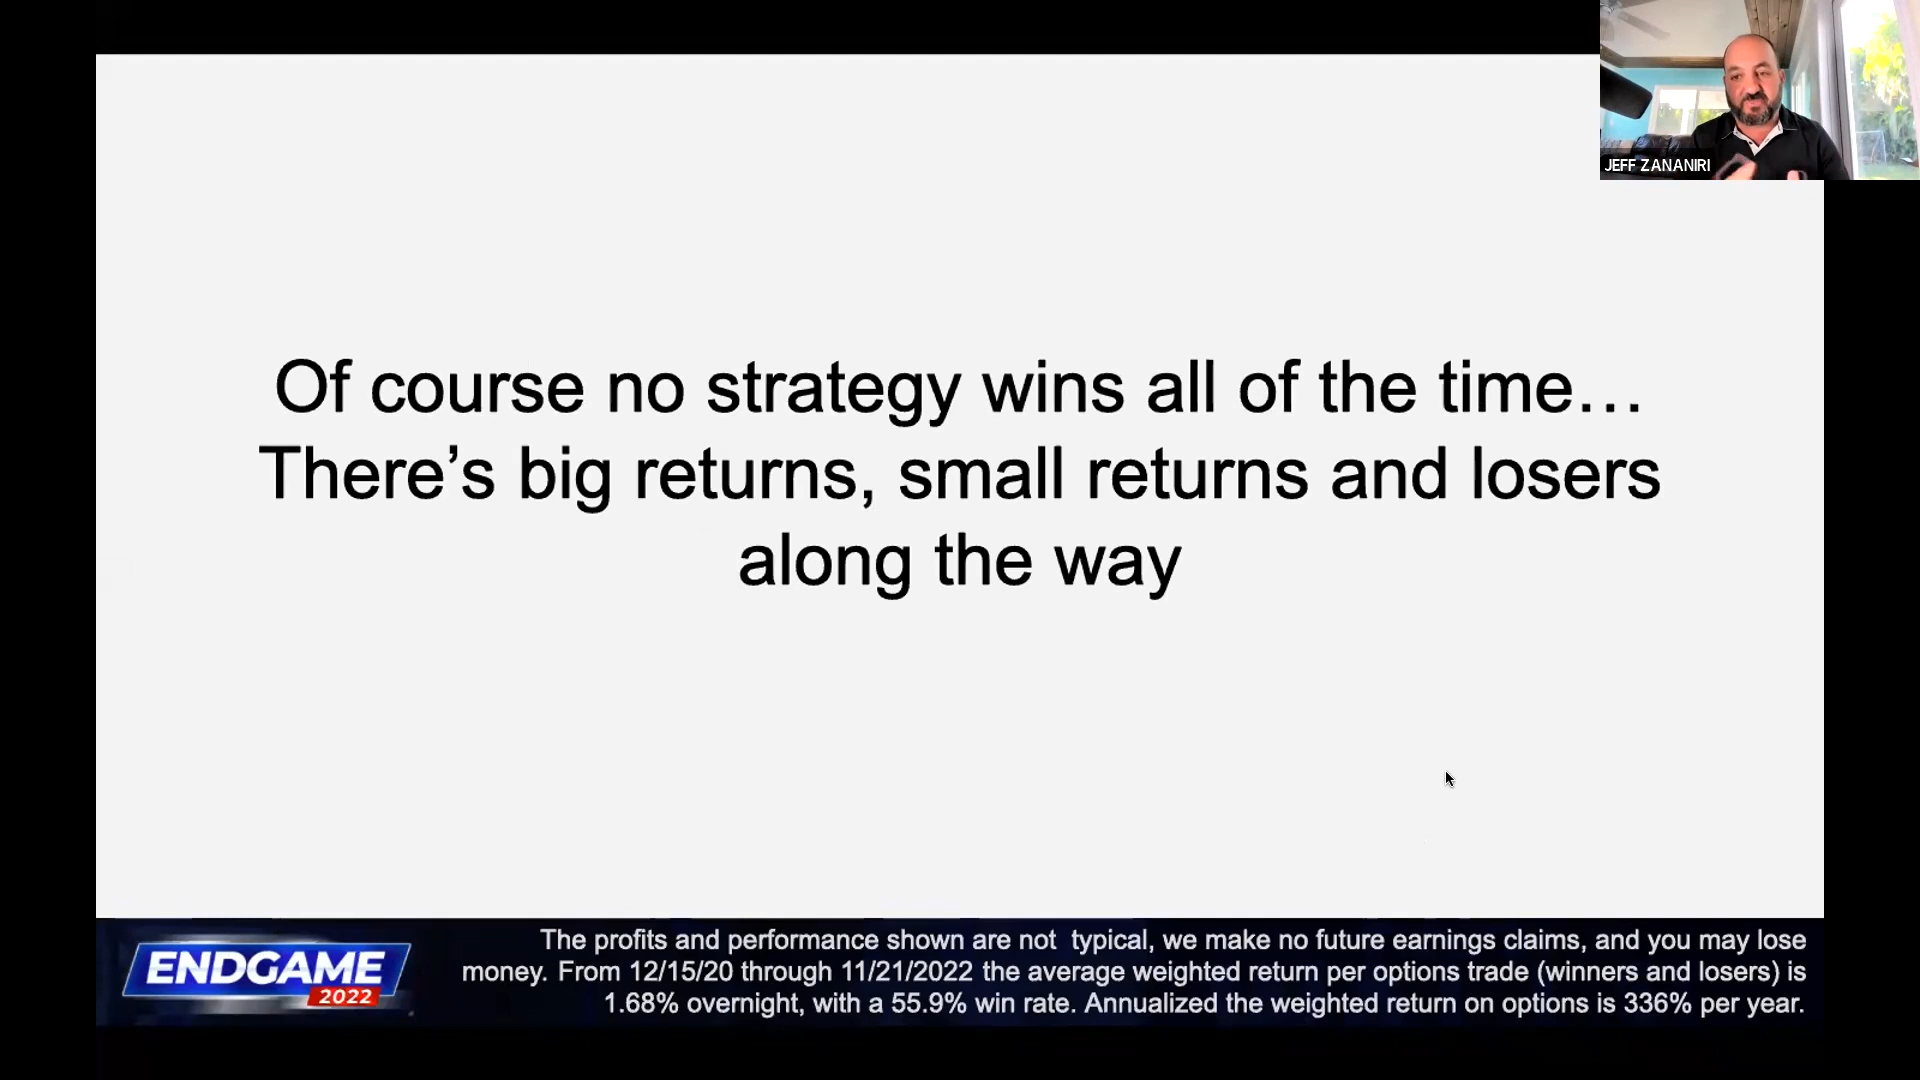 JEFF ZANANIRI
Of course no strategy wins all of the time…
There’s big returns, small returns and losers
along the way
ENDGAME
2022
The profits and performance shown are not typical, we make no future earnings claims, and you may lose
money. From 12/15/20 through 11/21/2022 the average weighted return per options trade (winners and losers) is
1.68% overnight, with a 55.9% win rate. Annualized the weighted return on options is 336% per year.